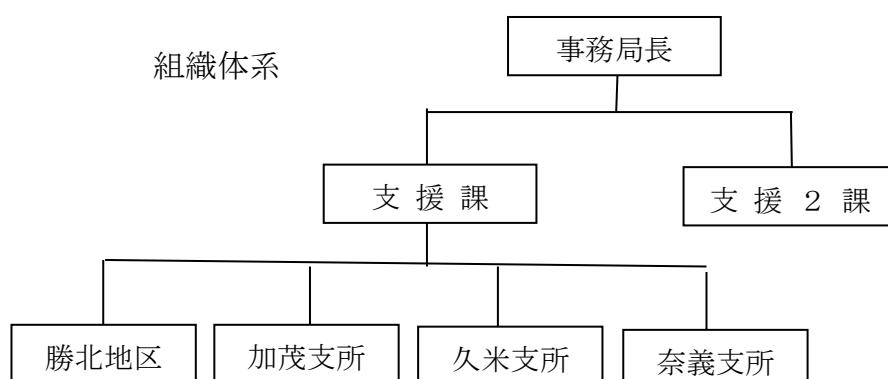 組織体系
事務局長
支 援 課
支 援 ２ 課
勝北地区
加茂支所
久米支所
奈義支所